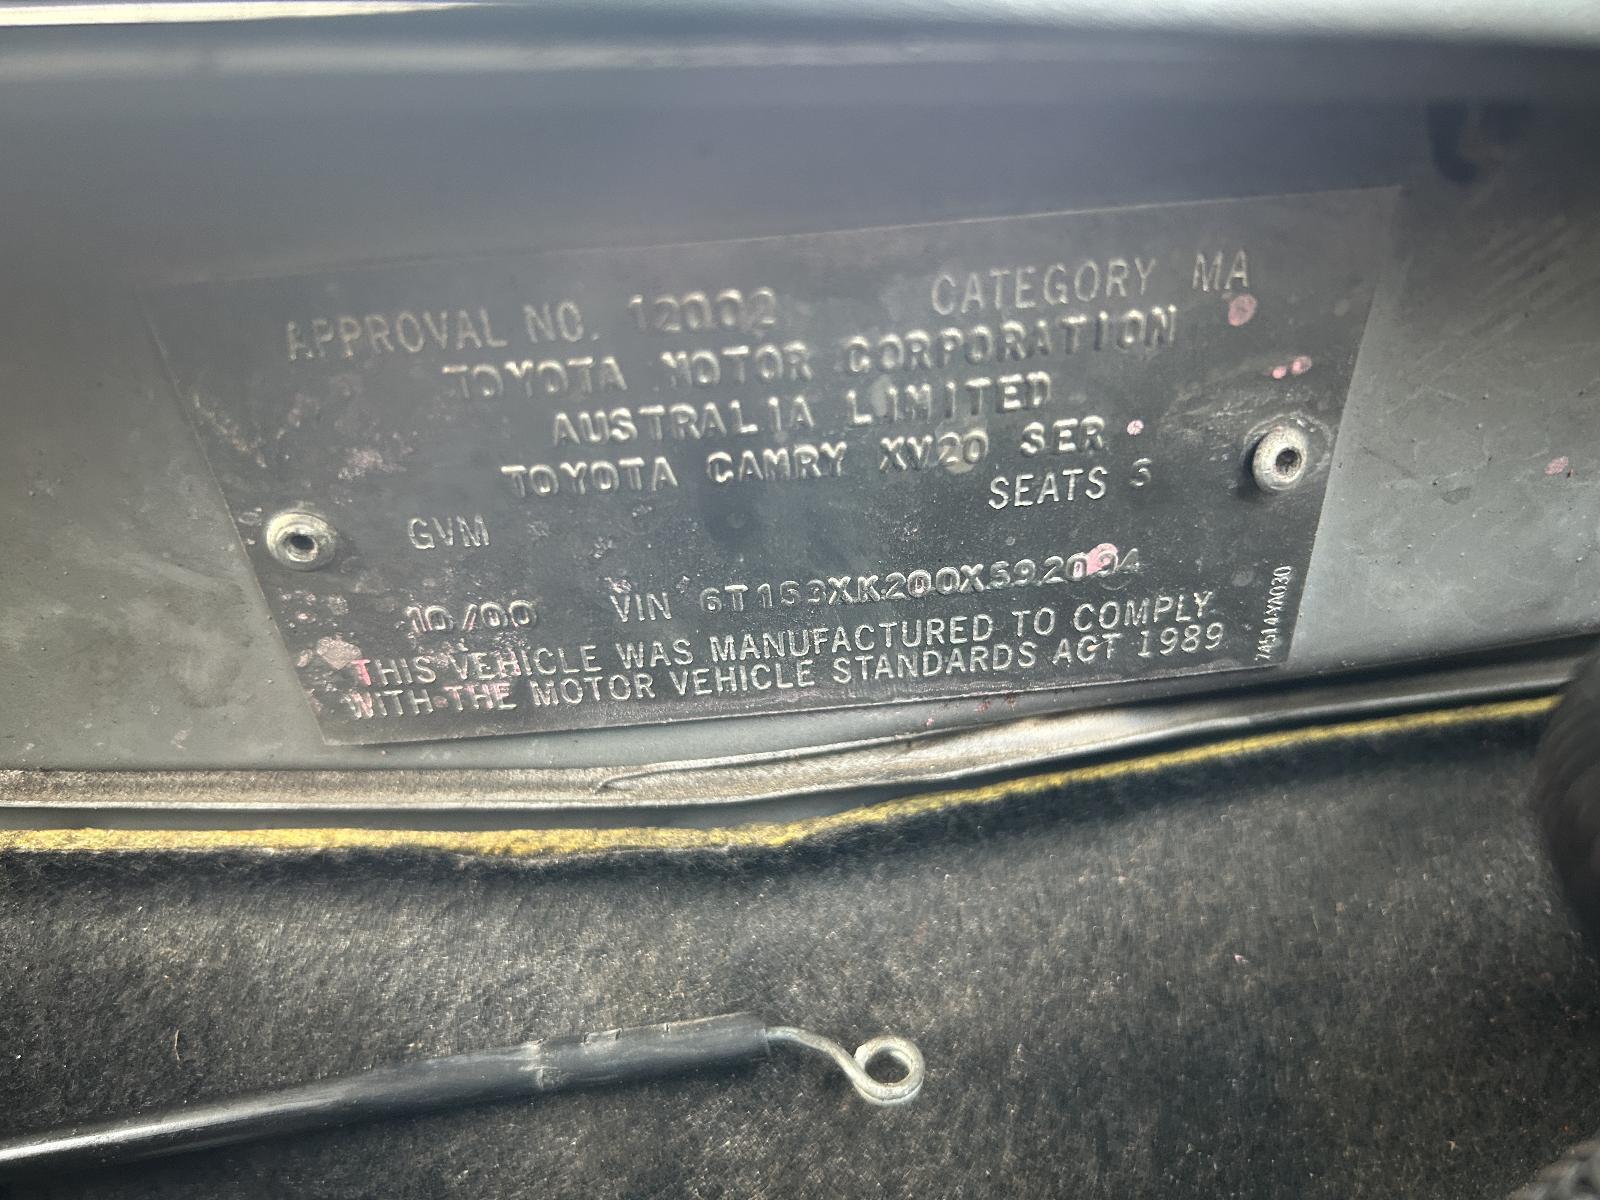 APPROVAL NO. 12002 CATEGORY MA
TOYOTA MOTOR CORPORATION
AUSTRALIA LIMITED
TOYOTA CAMRY XV20 SER
SEATS 5
GVM
10/00 VIN 6T153XK200X592094
THIS VEHICLE WAS MANUFACTURED TO COMPLY
WITH THE MOTOR VEHICLE STANDARDS ACT 1989
74514YA030